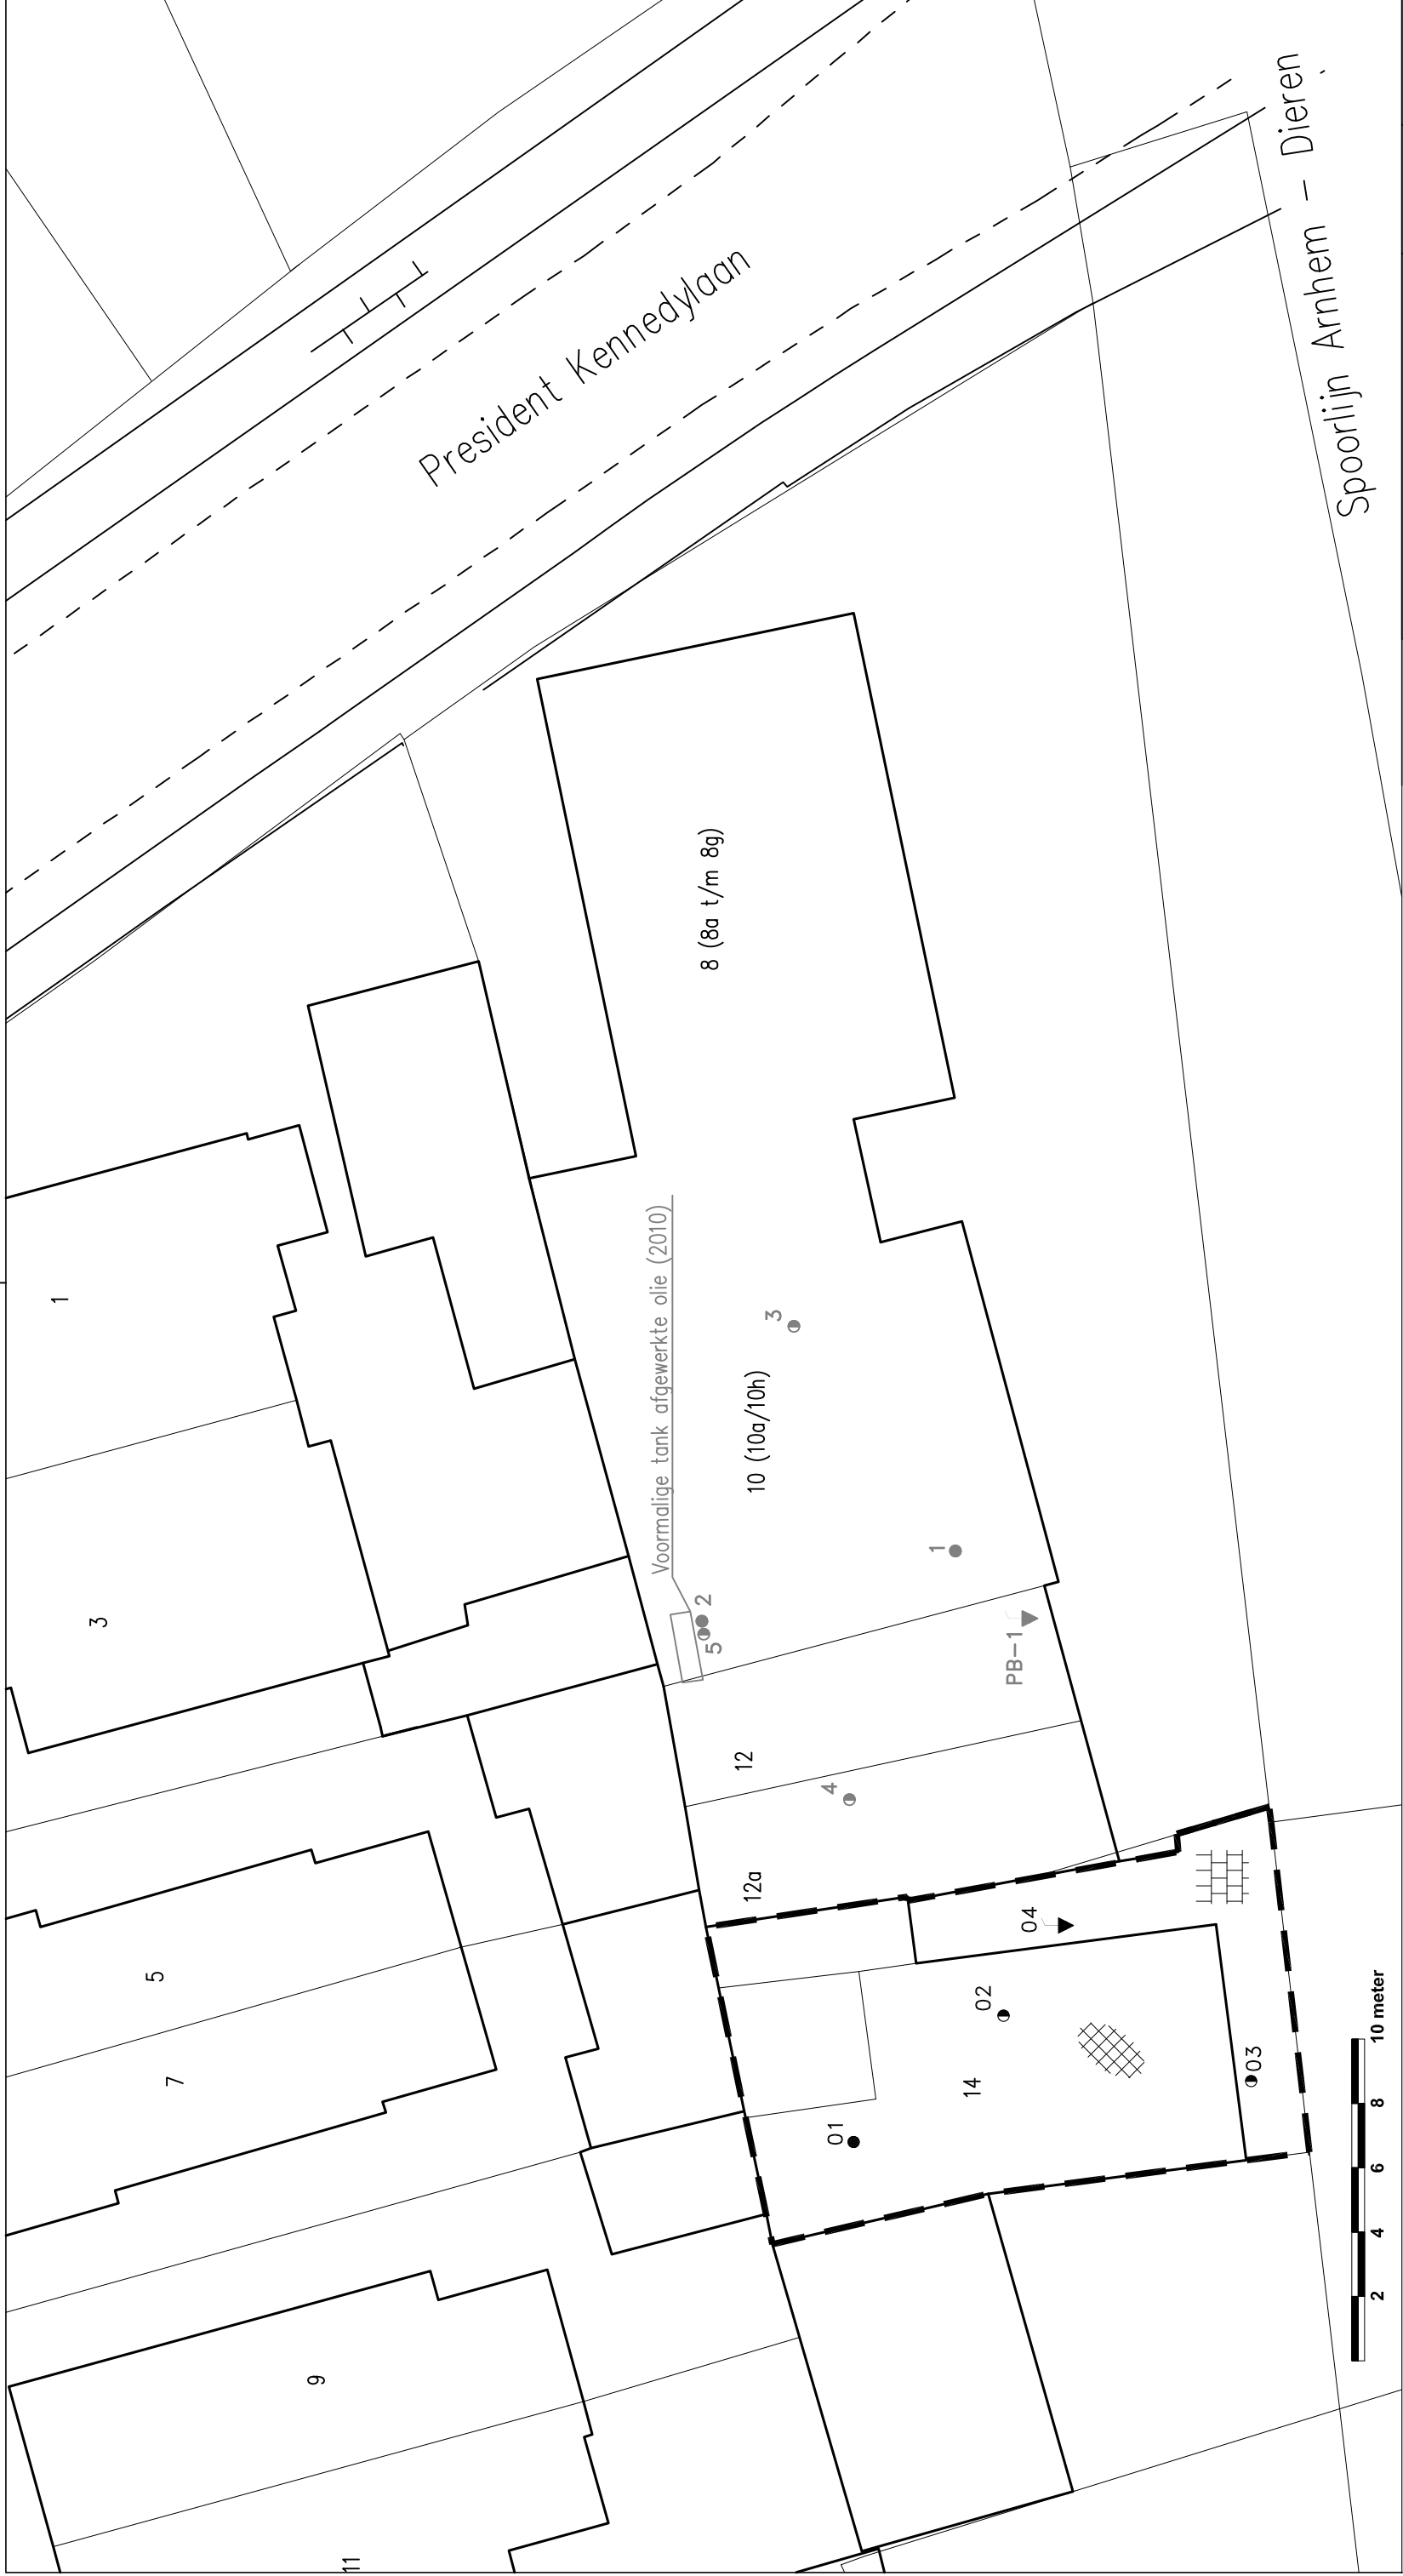 President Kennedylaan
Spoorlijn Arnhem - Dieren
8 (8a t/m 8g)
1
Voormalige tank afgewerkte olie (2010)
3
10 (10a/10h)
1
3
2
5
PB-1
12
4
12a
5
04
02
7
14
03
01
9
11
2
4
6
8
10 meter